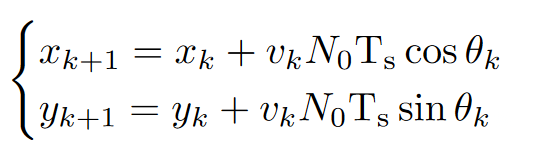 x_{k+1} = x_k + v_k N_0 T_s cos θ_k
y_{k+1} = y_k + v_k N_0 T_s sin θ_k